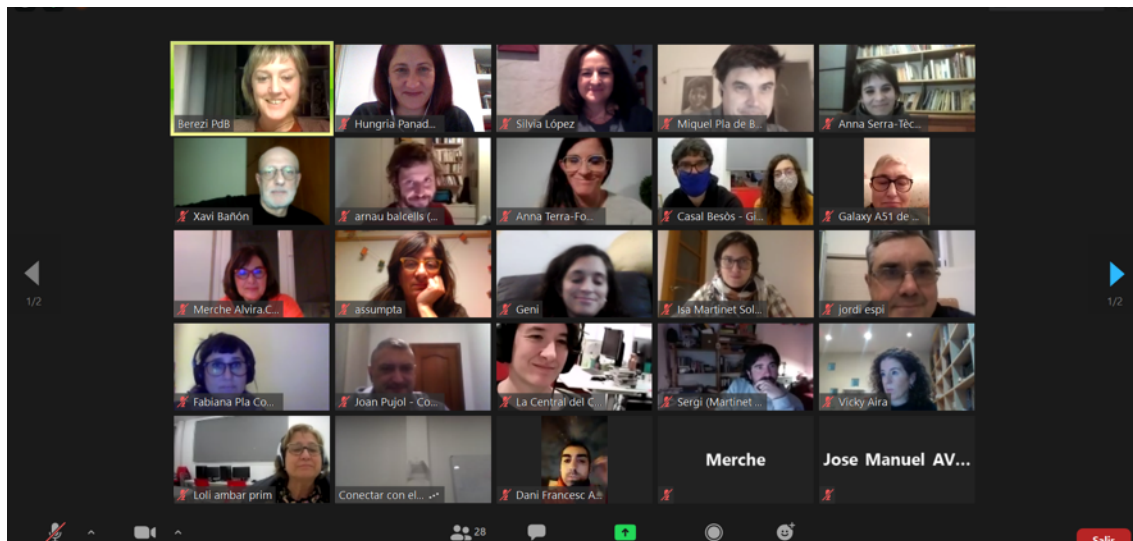 Berezi PdB
Hungria Panad...
Silvia López
Miquel Pla de B...
Anna Serra-Tèc...
Xavi Bañón
arnau balcells (...
Anna Terra-Fo...
Casal Besòs - Gi...
Galaxy A51 de ...
1/2
1/2
Merche Alvira.C...
assumpta
Geni
Isa Martinet Sol...
jordi espi
Fabiana Pla Co...
Joan Pujol - Co...
La Central del C...
Sergi (Martinet ...
Vicky Aira
Merche
Jose Manuel AV...
Loli ambar prim
Conectar con el...
Dani Francesc A...
28
Salir